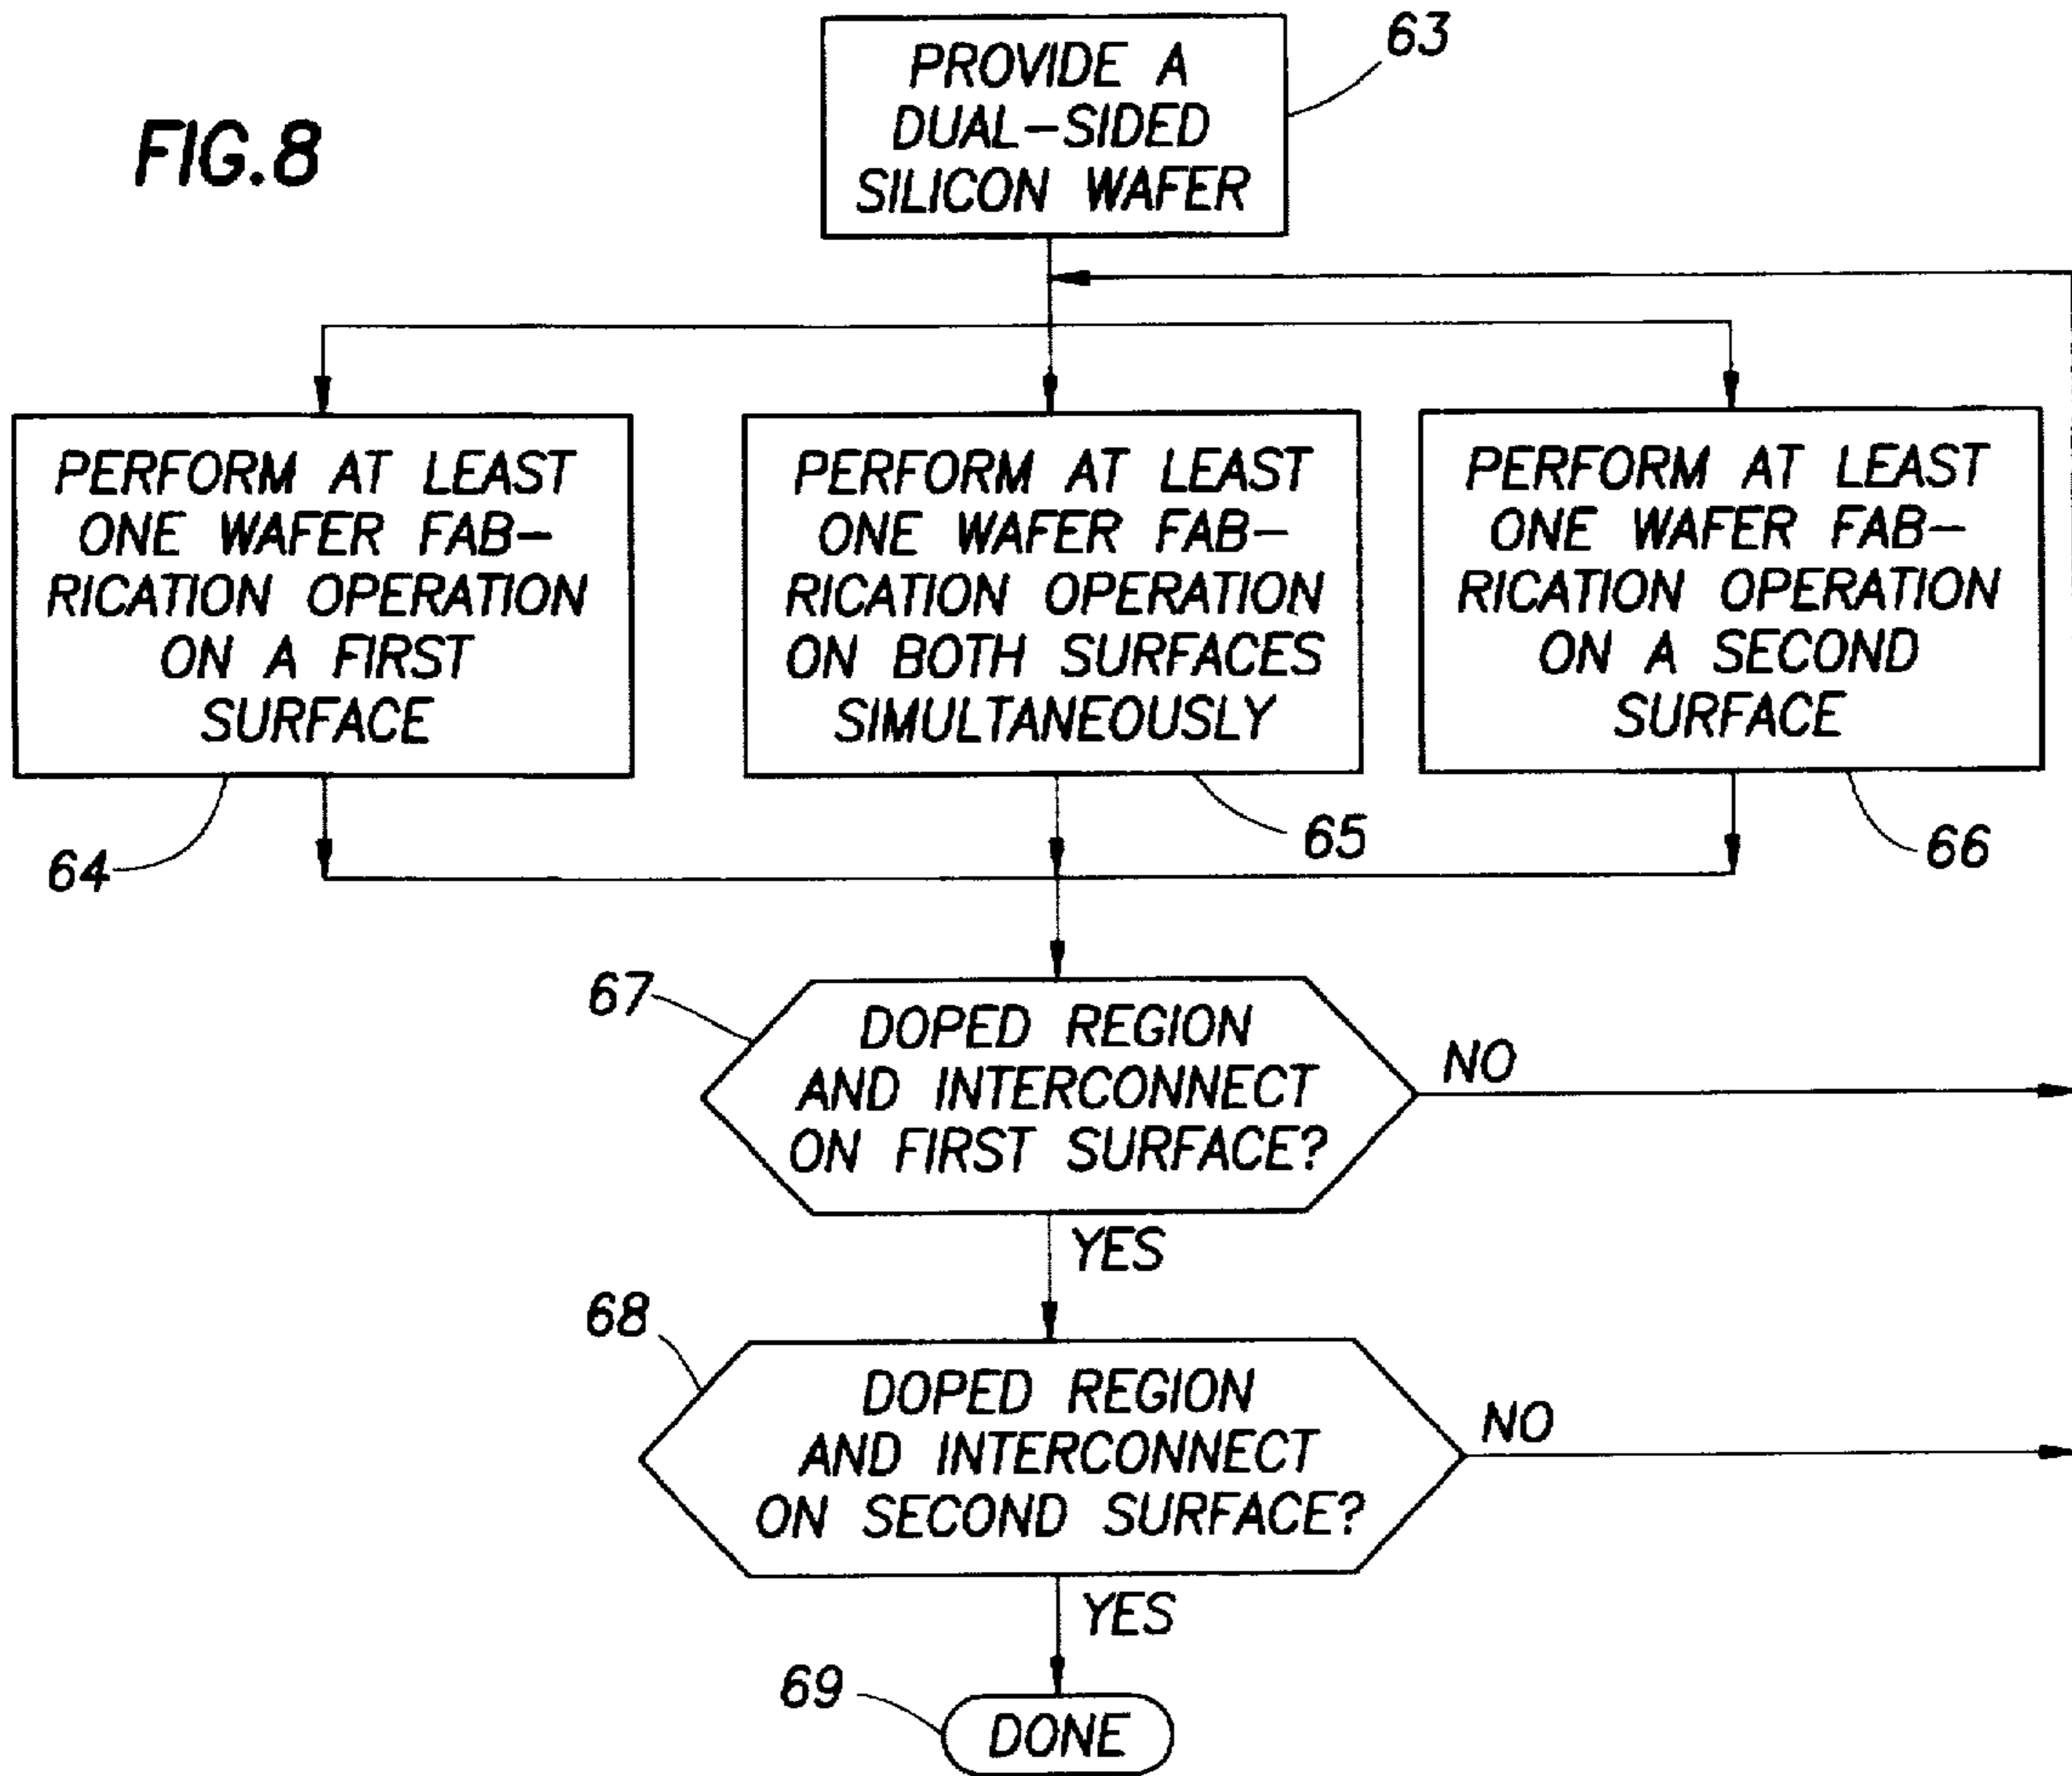 FIG.8
PROVIDE A
DUAL-SIDED
SILICON WAFER
63
PERFORM AT LEAST
ONE WAFER FAB-
RICATION OPERATION
ON A FIRST
SURFACE
64
PERFORM AT LEAST
ONE WAFER FAB-
RICATION OPERATION
ON BOTH SURFACES
SIMULTANEOUSLY
65
PERFORM AT LEAST
ONE WAFER FAB-
RICATION OPERATION
ON A SECOND
SURFACE
66
67
DOPED REGION
AND INTERCONNECT
ON FIRST SURFACE?
NO
YES
68
DOPED REGION
AND INTERCONNECT
ON SECOND SURFACE?
NO
YES
69
DONE